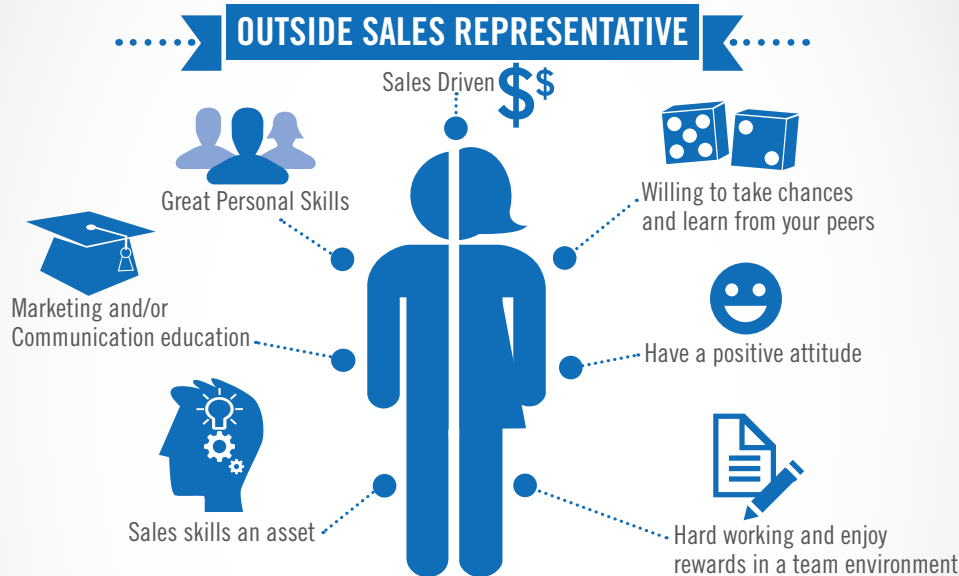 OUTSIDE SALES REPRESENTATIVE
Sales Driven $$
Great Personal Skills
Willing to take chances
and learn from your peers
Marketing and/or
Communication education
Have a positive attitude
Sales skills an asset
Hard working and enjoy
rewards in a team environment